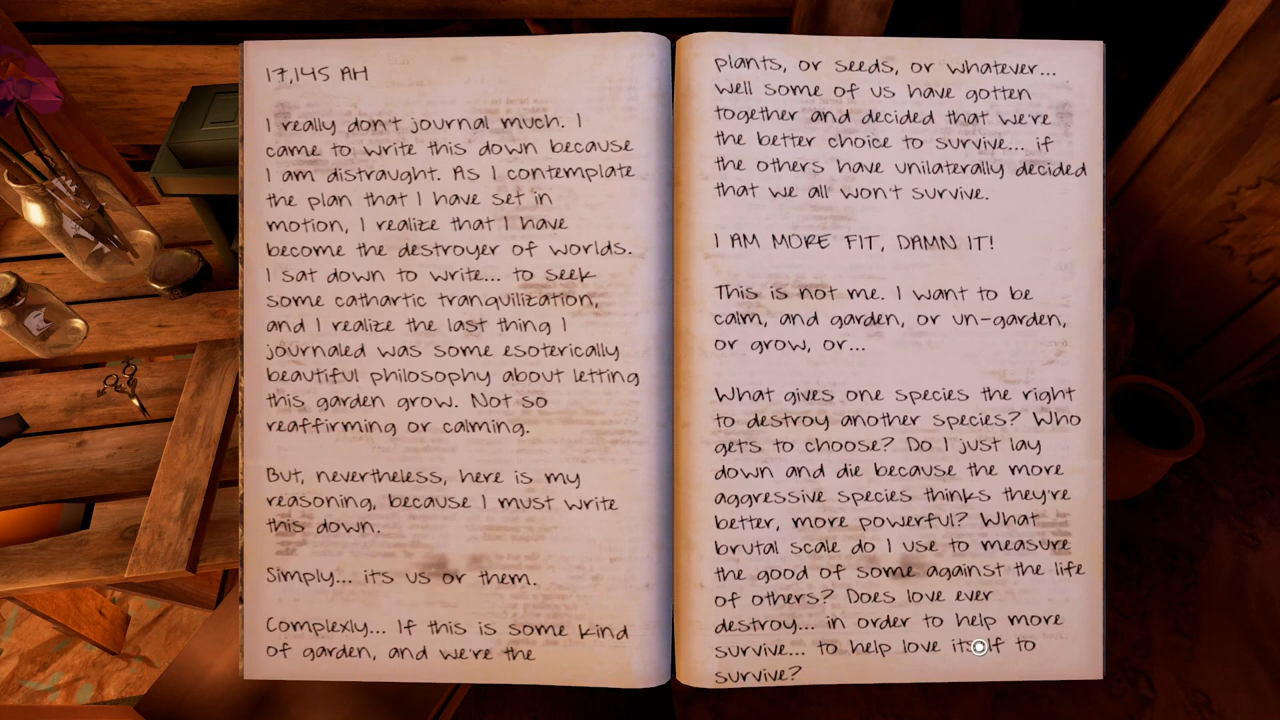 17,145 AH
I really don't journal much. I
came to write this down because
I am distraught. As I contemplate
the plan that I have set in
motion, I realize that I have
become the destroyer of worlds.
I sat down to write... to seek
some cathartic tranquilization,
and I realize the last thing I
journaled was some esoterically
beautiful philosophy about letting
this garden grow. Not so
reaffirming or calming.
But, nevertheless, here is my
reasoning, because I must write
this down.
Simply... its us or them.
Complexly... If this is some kind
of garden, and we're the
plants, or seeds, or whatever...
Well some of us have gotten
together and decided that we're
the better choice to survive... if
the others have unilaterally decided
that we all won't survive.
I AM MORE FIT, DAMN IT!
This is not me. I want to be
calm, and garden, or un-garden,
or grow, or...
What gives one species the right
to destroy another species? Who
gets to choose? Do I just lay
down and die because the more
aggressive species thinks they're
better, more powerful? What
brutal scale do I use to measure
the good of some against the life
of others? Does love ever
destroy... in order to help more
survive... to help love itself to
survive?